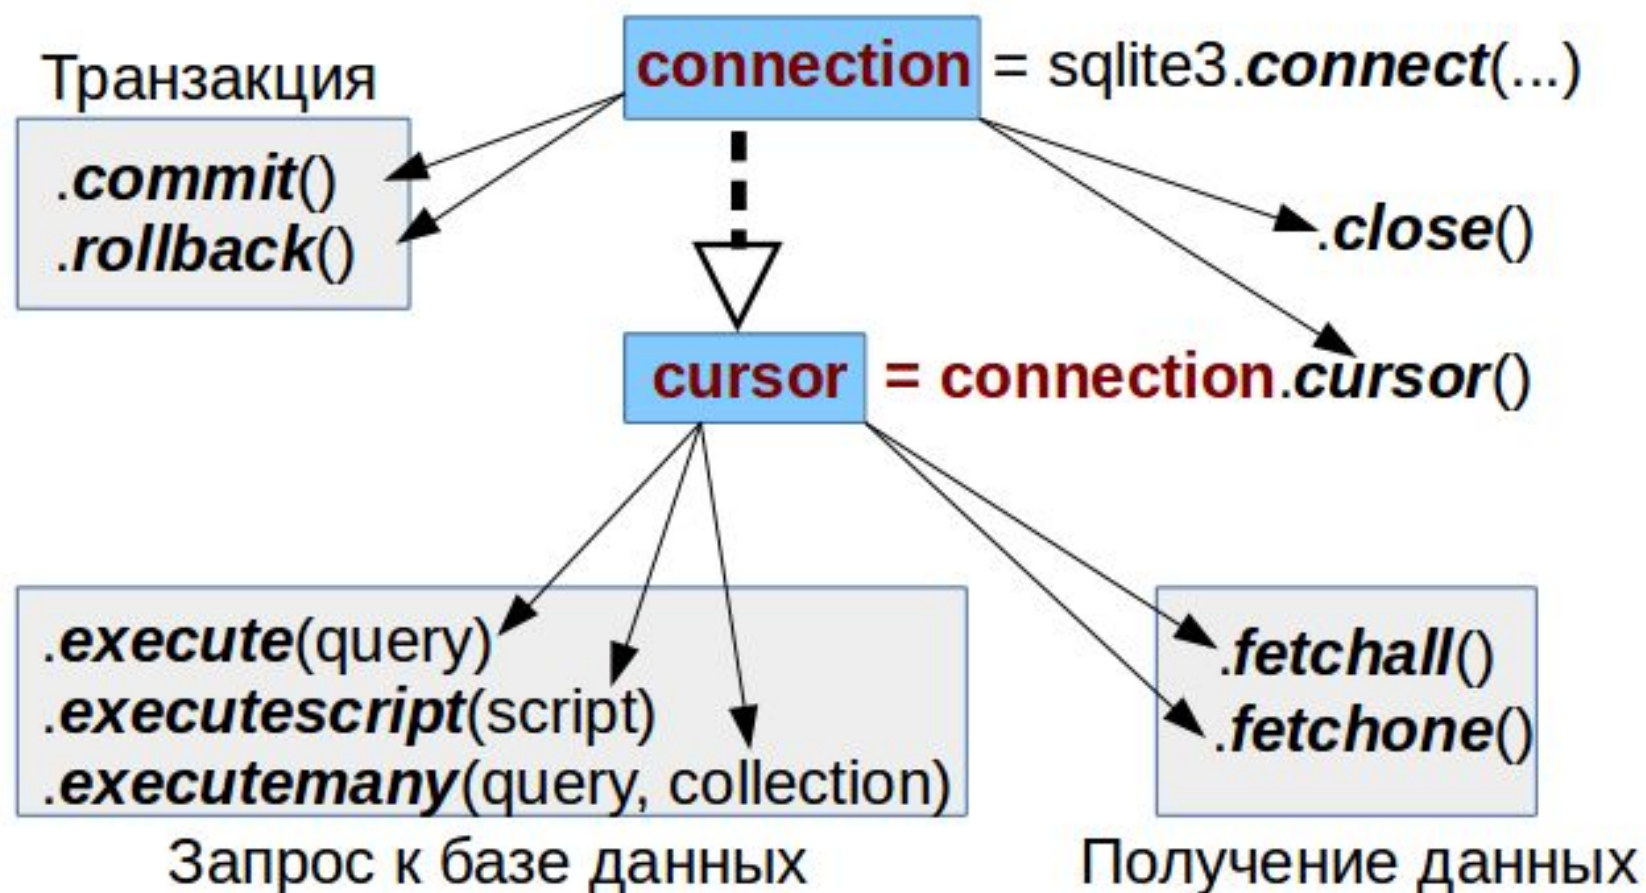 connection = sqlite3.connect(...)
Транзакция
.commit()
.rollback()
.close()
cursor = connection.cursor()
.execute(query)
.executescript(script)
.executemany(query, collection)
Запрос к базе данных
.fetchall()
.fetchone()
Получение данных